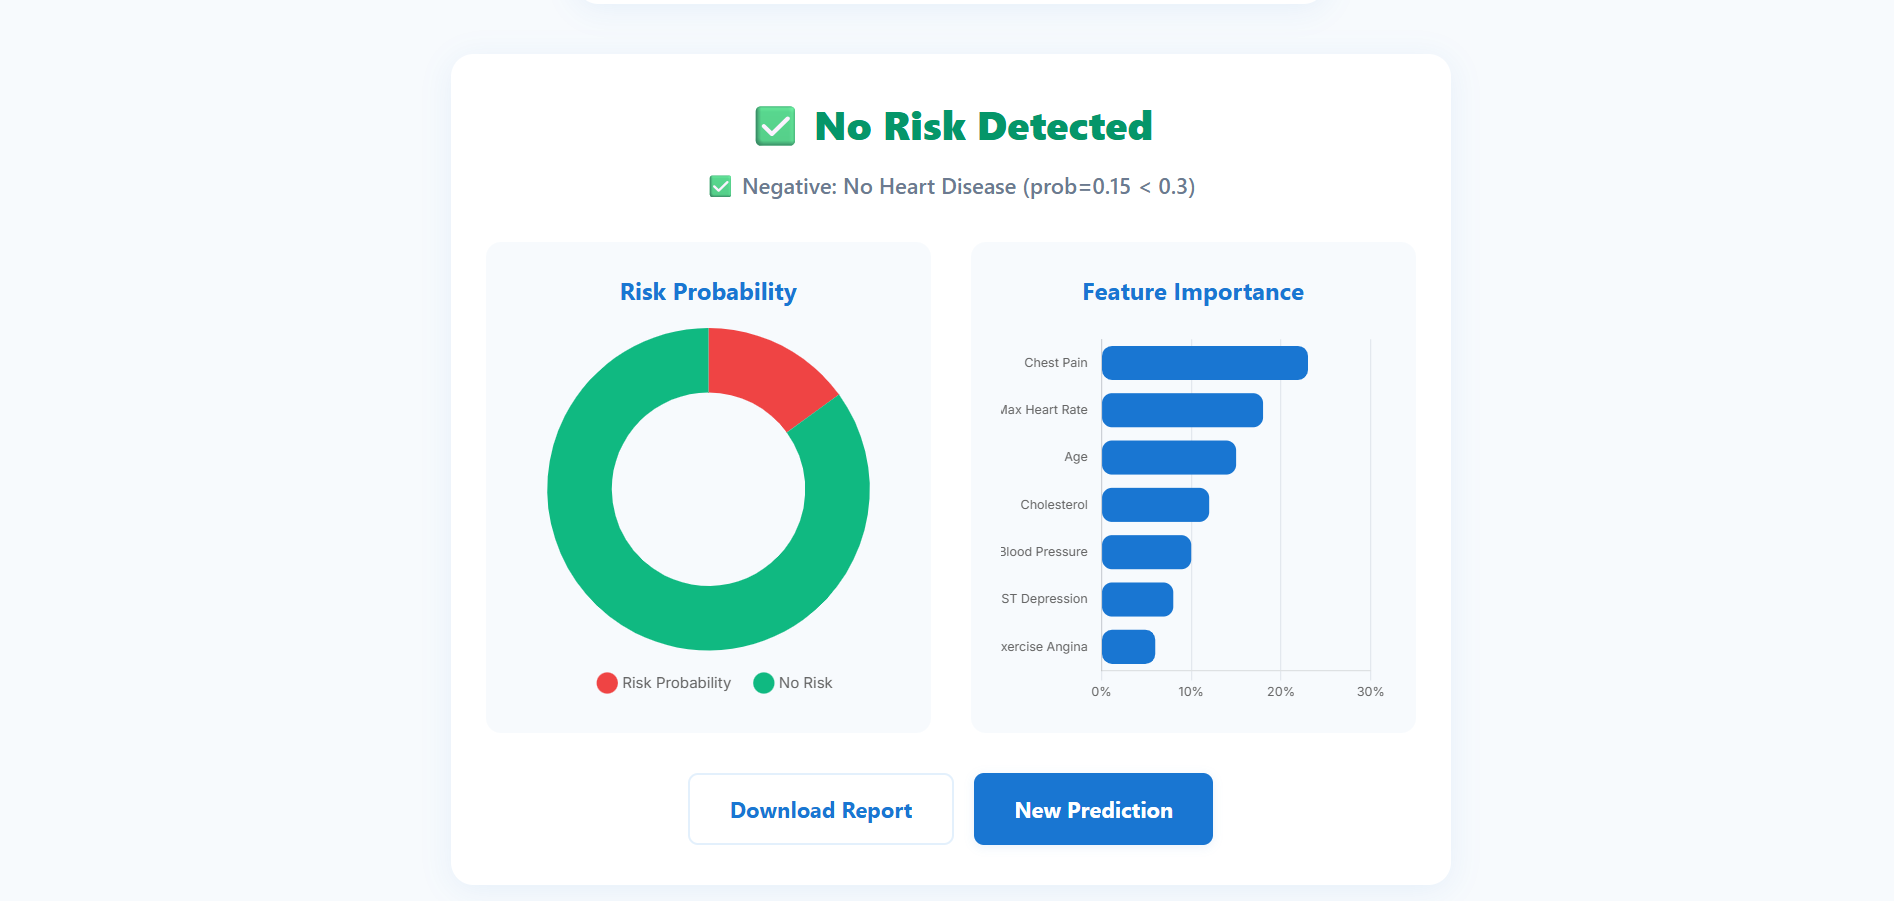 ✅ No Risk Detected
✅ Negative: No Heart Disease (prob=0.15 < 0.3)
Risk Probability
Risk Probability
No Risk
Feature Importance
Chest Pain
Max Heart Rate
Age
Cholesterol
Blood Pressure
ST Depression
xercise Angina
0% 10% 20% 30%
Download Report
New Prediction